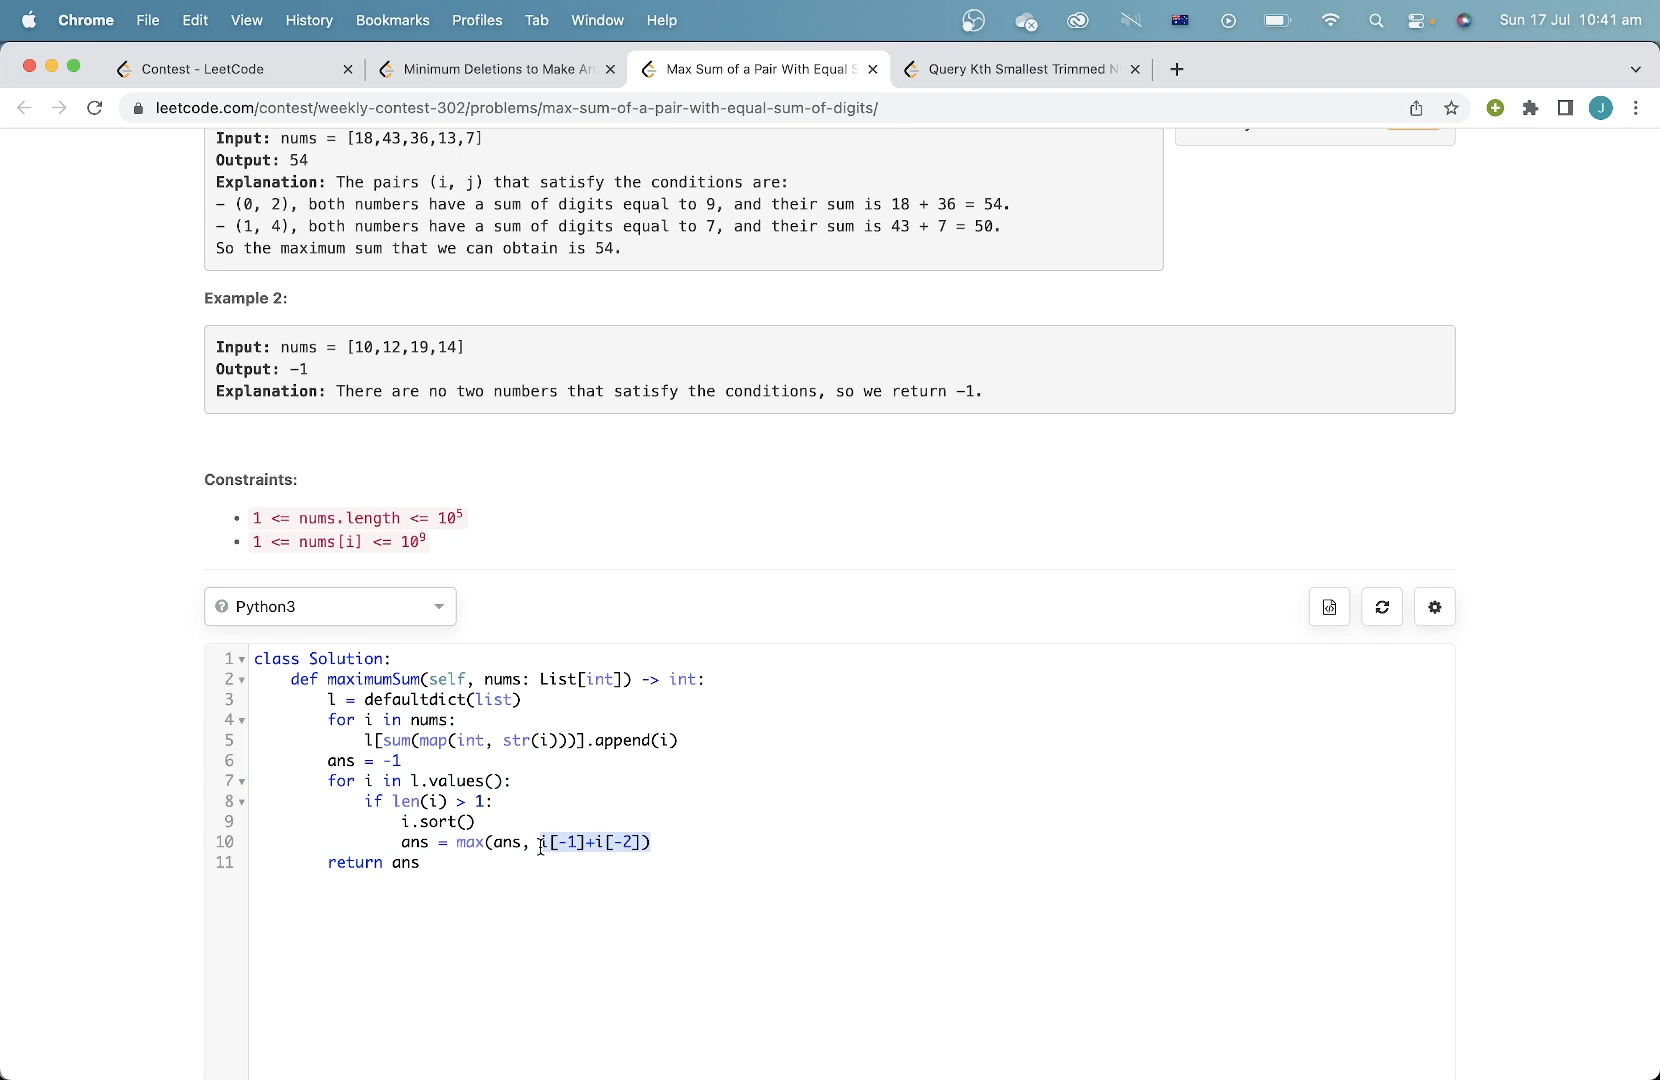 Chrome File Edit View History Bookmarks Profiles Tab Window Help Sun 17 Jul 10:41 am
Contest - LeetCode Minimum Deletions to Make Ar Max Sum of a Pair With Equal S Query Kth Smallest Trimmed N
leetcode.com/contest/weekly-contest-302/problems/max-sum-of-a-pair-with-equal-sum-of-digits/ J
Input: nums = [18,43,36,13,7]
Output: 54
Explanation: The pairs (i, j) that satisfy the conditions are:
- (0, 2), both numbers have a sum of digits equal to 9, and their sum is 18 + 36 = 54.
- (1, 4), both numbers have a sum of digits equal to 7, and their sum is 43 + 7 = 50.
So the maximum sum that we can obtain is 54.
Example 2:
Input: nums = [10,12,19,14]
Output: -1
Explanation: There are no two numbers that satisfy the conditions, so we return -1.
Constraints:
• 1 <= nums.length <= 10⁵
• 1 <= nums[i] <= 10⁹
? Python3
1 class Solution:
2 def maximumSum(self, nums: List[int]) -> int:
3 l = defaultdict(list)
4 for i in nums:
5 l[sum(map(int, str(i)))].append(i)
6 ans = -1
7 for i in l.values():
8 if len(i) > 1:
9 i.sort()
10 ans = max(ans, i[-1]+i[-2])
11 return ans